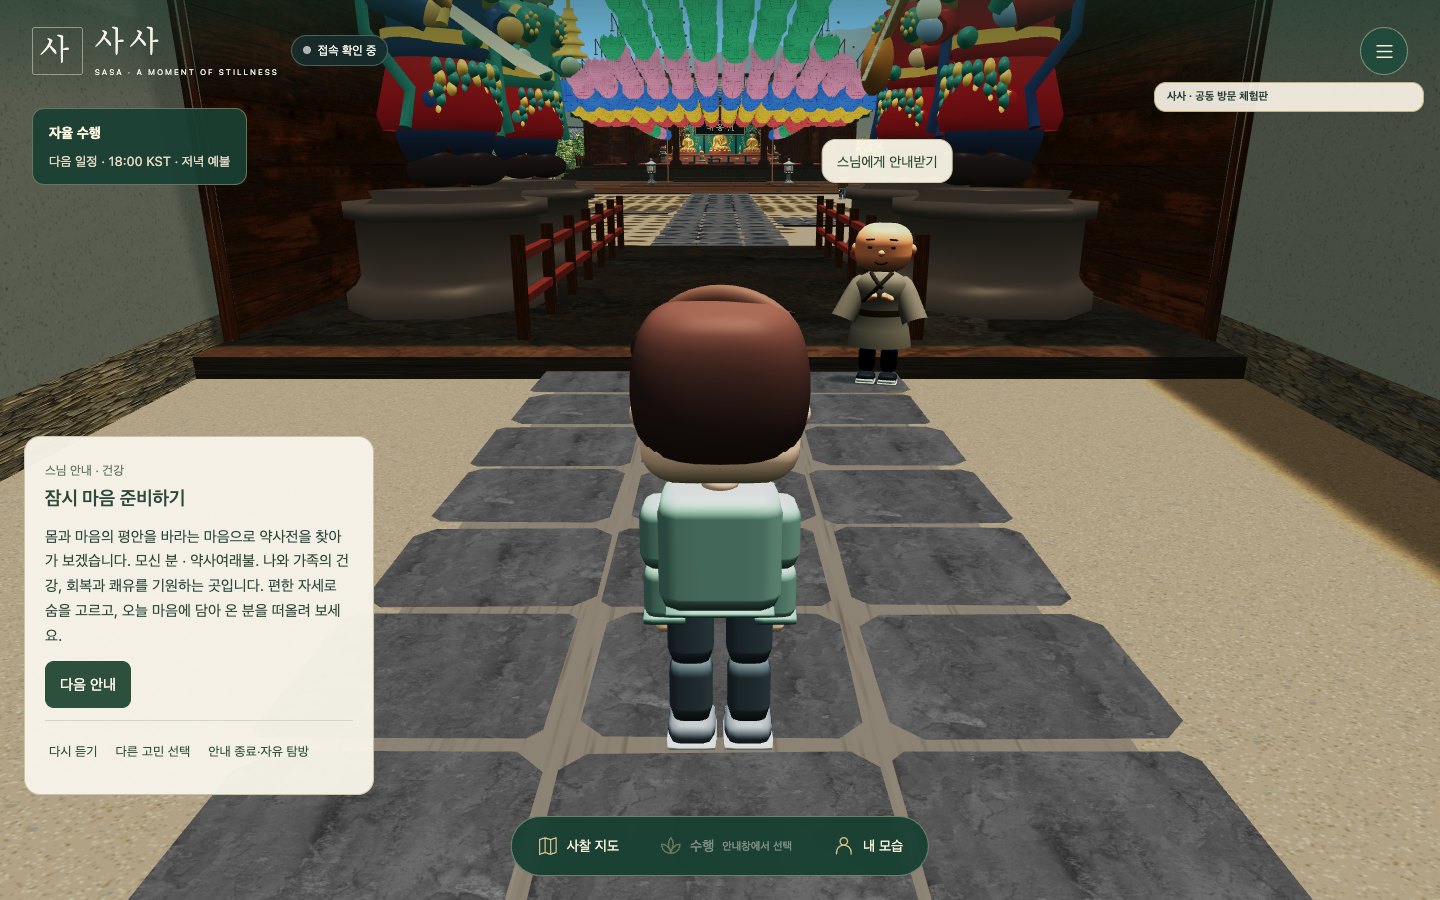 사
사사
SASA · A MOMENT OF STILLNESS
접속 확인 중
사사 · 공동 방문 체험판
자율 수행
다음 일정 · 18:00 KST · 저녁 예불
스님에게 안내받기
스님 안내 · 건강
잠시 마음 준비하기
몸과 마음의 평안을 바라는 마음으로 약사전을 찾아
가 보겠습니다. 모신 분 · 약사여래불. 나와 가족의 건
강, 회복과 쾌유를 기원하는 곳입니다. 편한 자세로
숨을 고르고, 오늘 마음에 담아 온 분을 떠올려 보세
요.
다음 안내
다시 듣기 다른 고민 선택 안내 종료·자유 탐방
사찰 지도 수행 안내창에서 선택 내 모습